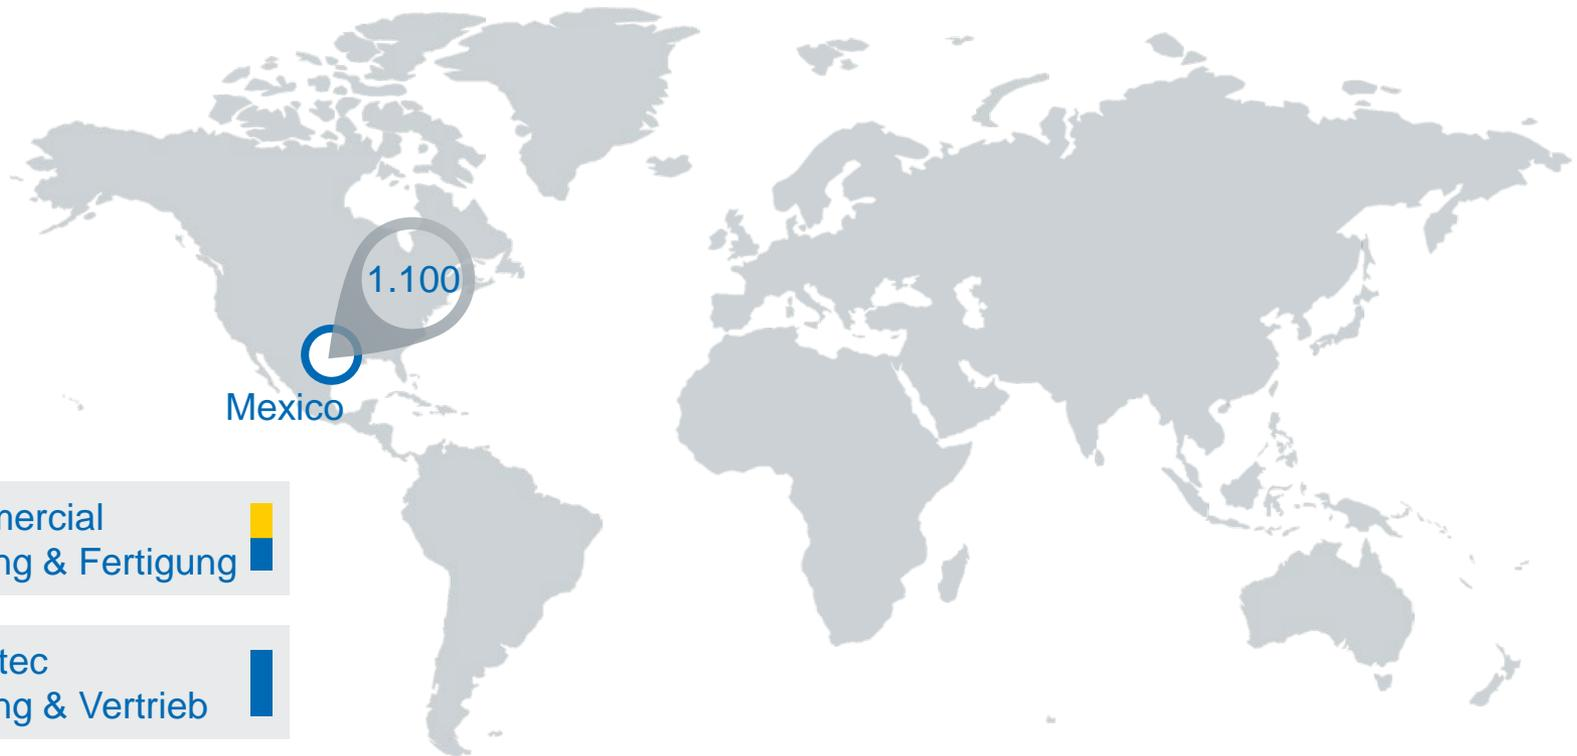 1.100
Mexico
mercial
ng & Fertigung
tec
ng & Vertrieb